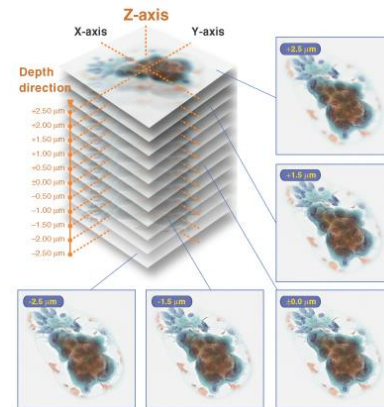 Z-axis
X-axis
Y-axis
Depth
direction
+2.50 µm
+2.00 µm
+1.50 µm
+1.00 µm
+0.50 µm
±0.00 µm
−0.50 µm
−1.00 µm
−1.50 µm
−2.00 µm
−2.50 µm
+2.5 µm
+1.5 µm
-2.5 µm
-1.5 µm
±0.0 µm